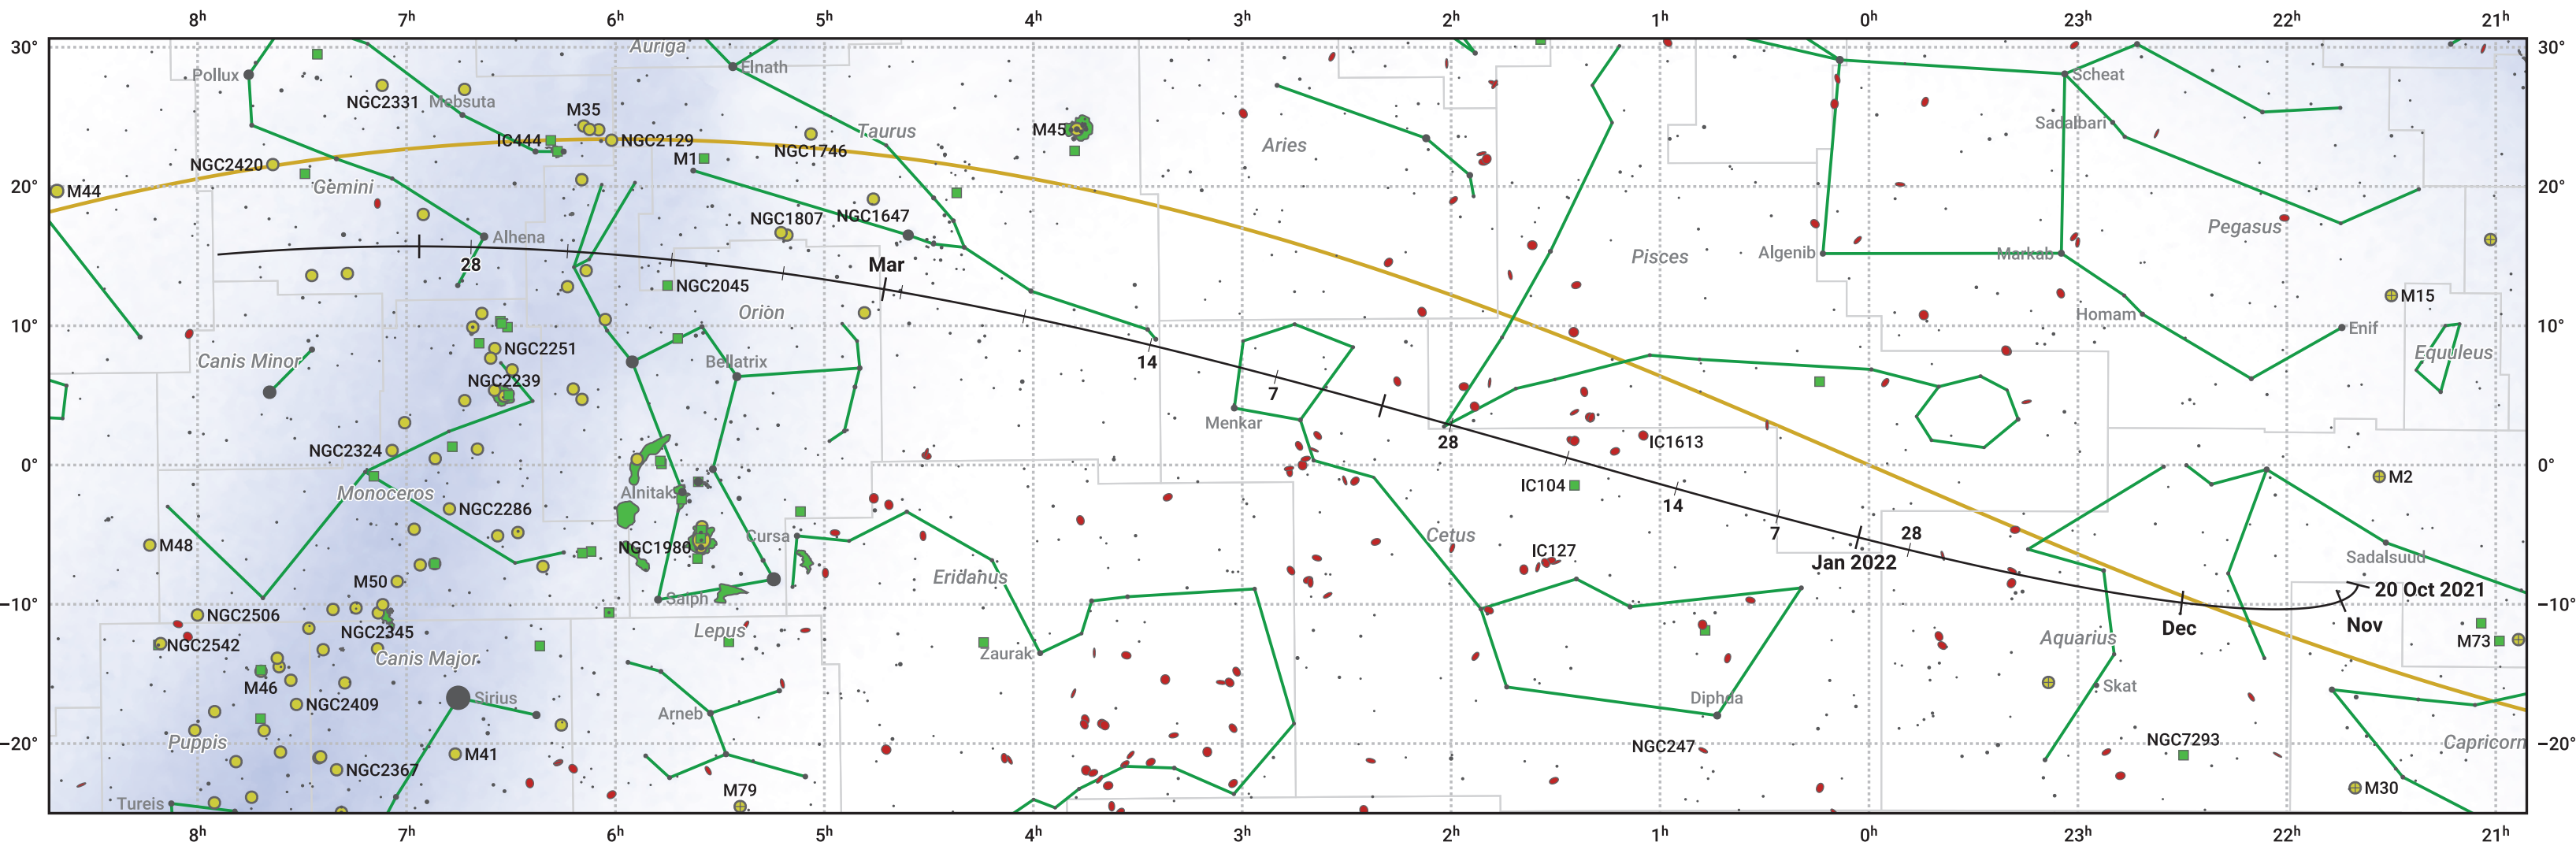 8h 7h 6h 5h 4h 3h 2h 1h 0h 23h 22h 21h
30° Auriga 30°
Pollux Elnath Scheat
NGC2331 Mebsuta M35 Sadalbari
IC444 NGC2129 M45 Taurus
NGC2420 M1 NGC1746 Aries
M44 Gemini 20° 20°
NGC1807 NGC1647 Pegasus
Alhena Pisces Algenib Markab
28 Mar
NGC2045 M15
Orion Homam
10° Enif 10°
Canis Minor NGC2251 Bellatrix 14 Equuleus
NGC2239 7
Menkar
NGC2324 28 IC1613
0° 0°
Monoceros Alnitak IC104 M2
NGC2286 14
M48 NGC1980 Cursa Cetus 7 28
IC127 Jan 2022 Sadalsuud
M50 Eridanus
−10° Saiph 20 Oct 2021 −10°
NGC2506 Dec Nov
NGC2345 Lepus Aquarius M73
NGC2542 Canis Major Zaurak
M46 Sirius Skat
NGC2409 Arneb Diphda
Puppis −20° NGC247 NGC7293 Capricorn −20°
M41
NGC2367
Tureis M79 M30
8h 7h 6h 5h 4h 3h 2h 1h 0h 23h 22h 21h